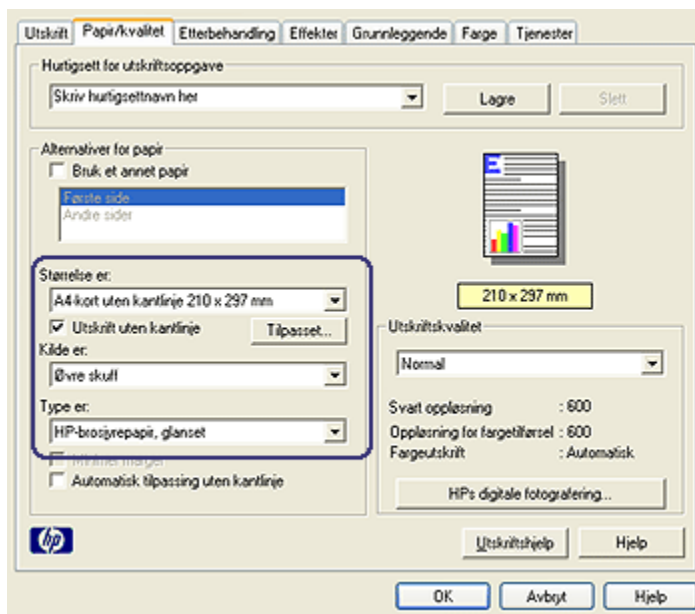 Utskrift Papir/kvalitet Etterbehandling Effekter Grunnleggende Farge Tjenester
Hurtigsett for utskriftsoppgave
Skriv hurtigsettnavn her
Lagre
Slett
Alternativer for papir
Bruk et annet papir
Første side
Andre sider
Størrelse er:
A4-kort uten kantlinje 210 x 297 mm
Utskrift uten kantlinje
Tilpasset...
Kilde er:
Øvre skuff
Type er:
HP-brosjyrepapir, glanset
Minimer marger
Automatisk tilpassing uten kantlinje
E
210 x 297 mm
Utskriftskvalitet
Normal
Svart oppløsning : 600
Oppløsning for fargetilførsel : 600
Fargeutskrift : Automatisk
HPs digitale fotografering...
hp
Utskriftshjelp
Hjelp
OK
Avbryt
Hjelp